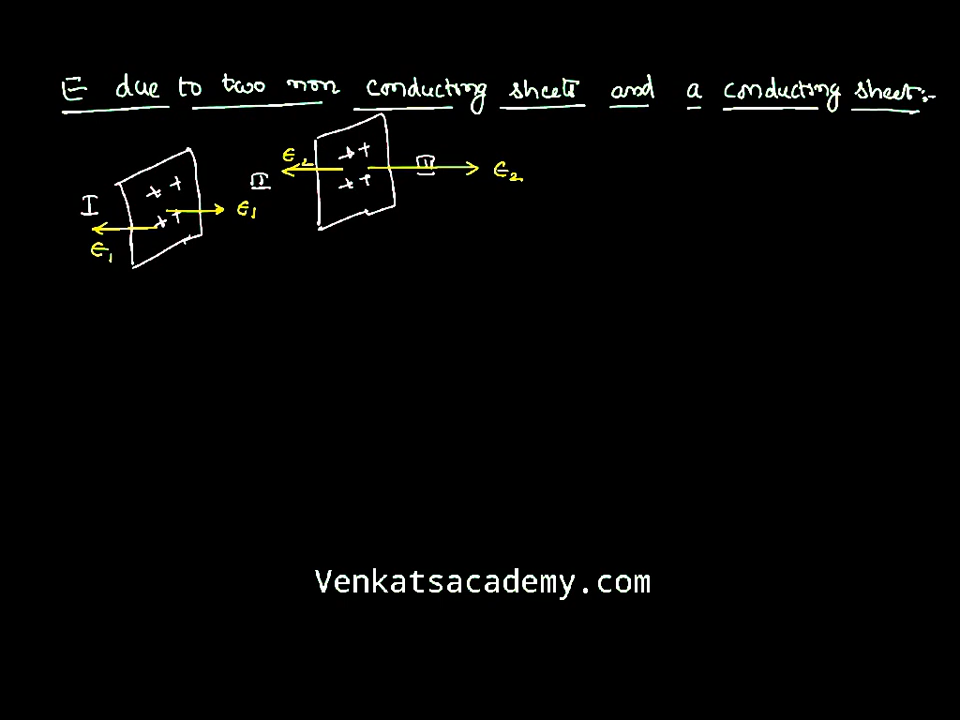 E due to two non conducting sheets and a conducting sheet:-
I + + + + E₁ E₁
II E₂ + + + + III E₂
Venkatsacademy.com